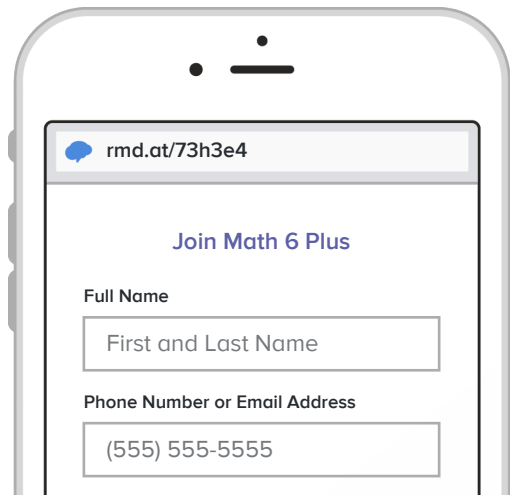 rmd.at/73h3e4
Join Math 6 Plus
Full Name
First and Last Name
Phone Number or Email Address
(555) 555-5555